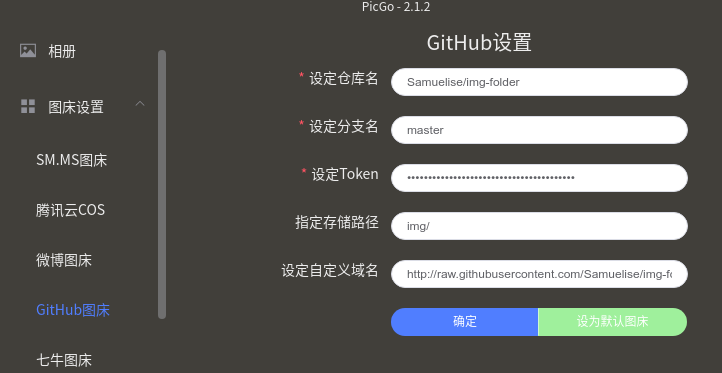 PicGo - 2.1.2
相册
图床设置
SM.MS图床
腾讯云COS
微博图床
GitHub图床
七牛图床
GitHub设置
* 设定仓库名
Samuelise/img-folder
* 设定分支名
master
* 设定Token
••••••••••••••••••••••••••••••••••••••••
指定存储路径
img/
设定自定义域名
http://raw.githubusercontent.com/Samuelise/img-fo
确定
设为默认图床